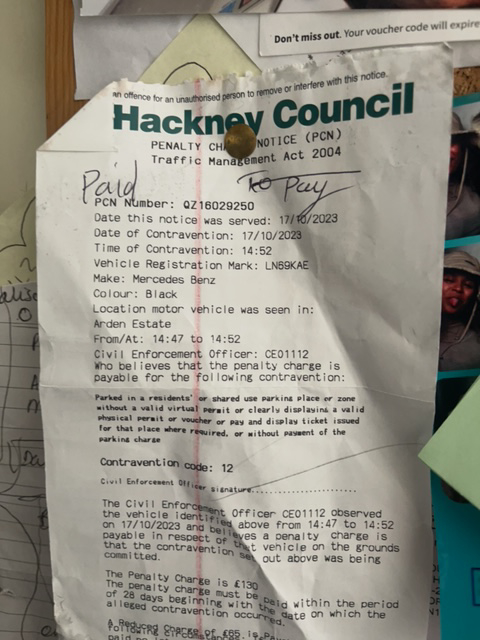 Don't miss out. Your voucher code will expire
an offence for an unauthorised person to remove or interfere with this notice.
Hackney Council
PENALTY CH NOTICE (PCN)
Traffic Management Act 2004
Paid
To Pay
PCN Number: QZ16029250
Date this notice was served: 17/10/2023
Date of Contravention: 17/10/2023
Time of Contravention: 14:52
Vehicle Registration Mark: LN69KAE
Make: Mercedes Benz
Colour: Black
Location motor vehicle was seen in:
Arden Estate
From/At: 14:47 to 14:52
Civil Enforcement Officer: CE01112
Who believes that the penalty charge is
payable for the following contravention:
Parked in a residents' or shared use parking place or zone
without a valid virtual permit or clearly displaying a valid
physical permit or voucher or pay and display ticket issued
for that place where required, or without payment of the
parking charge
Contravention code: 12
Civil Enforcement Officer signature
The Civil Enforcement Officer CE01112 observed
the vehicle identified above from 14:47 to 14:52
on 17/10/2023 and believes a penalty charge is
payable in respect of that vehicle on the grounds
that the contravention set out above was being
committed.
The Penalty Charge is £130
The penalty charge must be paid within the period
of 28 days beginning with the date on which the
alleged contravention occurred.
A Reduced Charge of £65 is